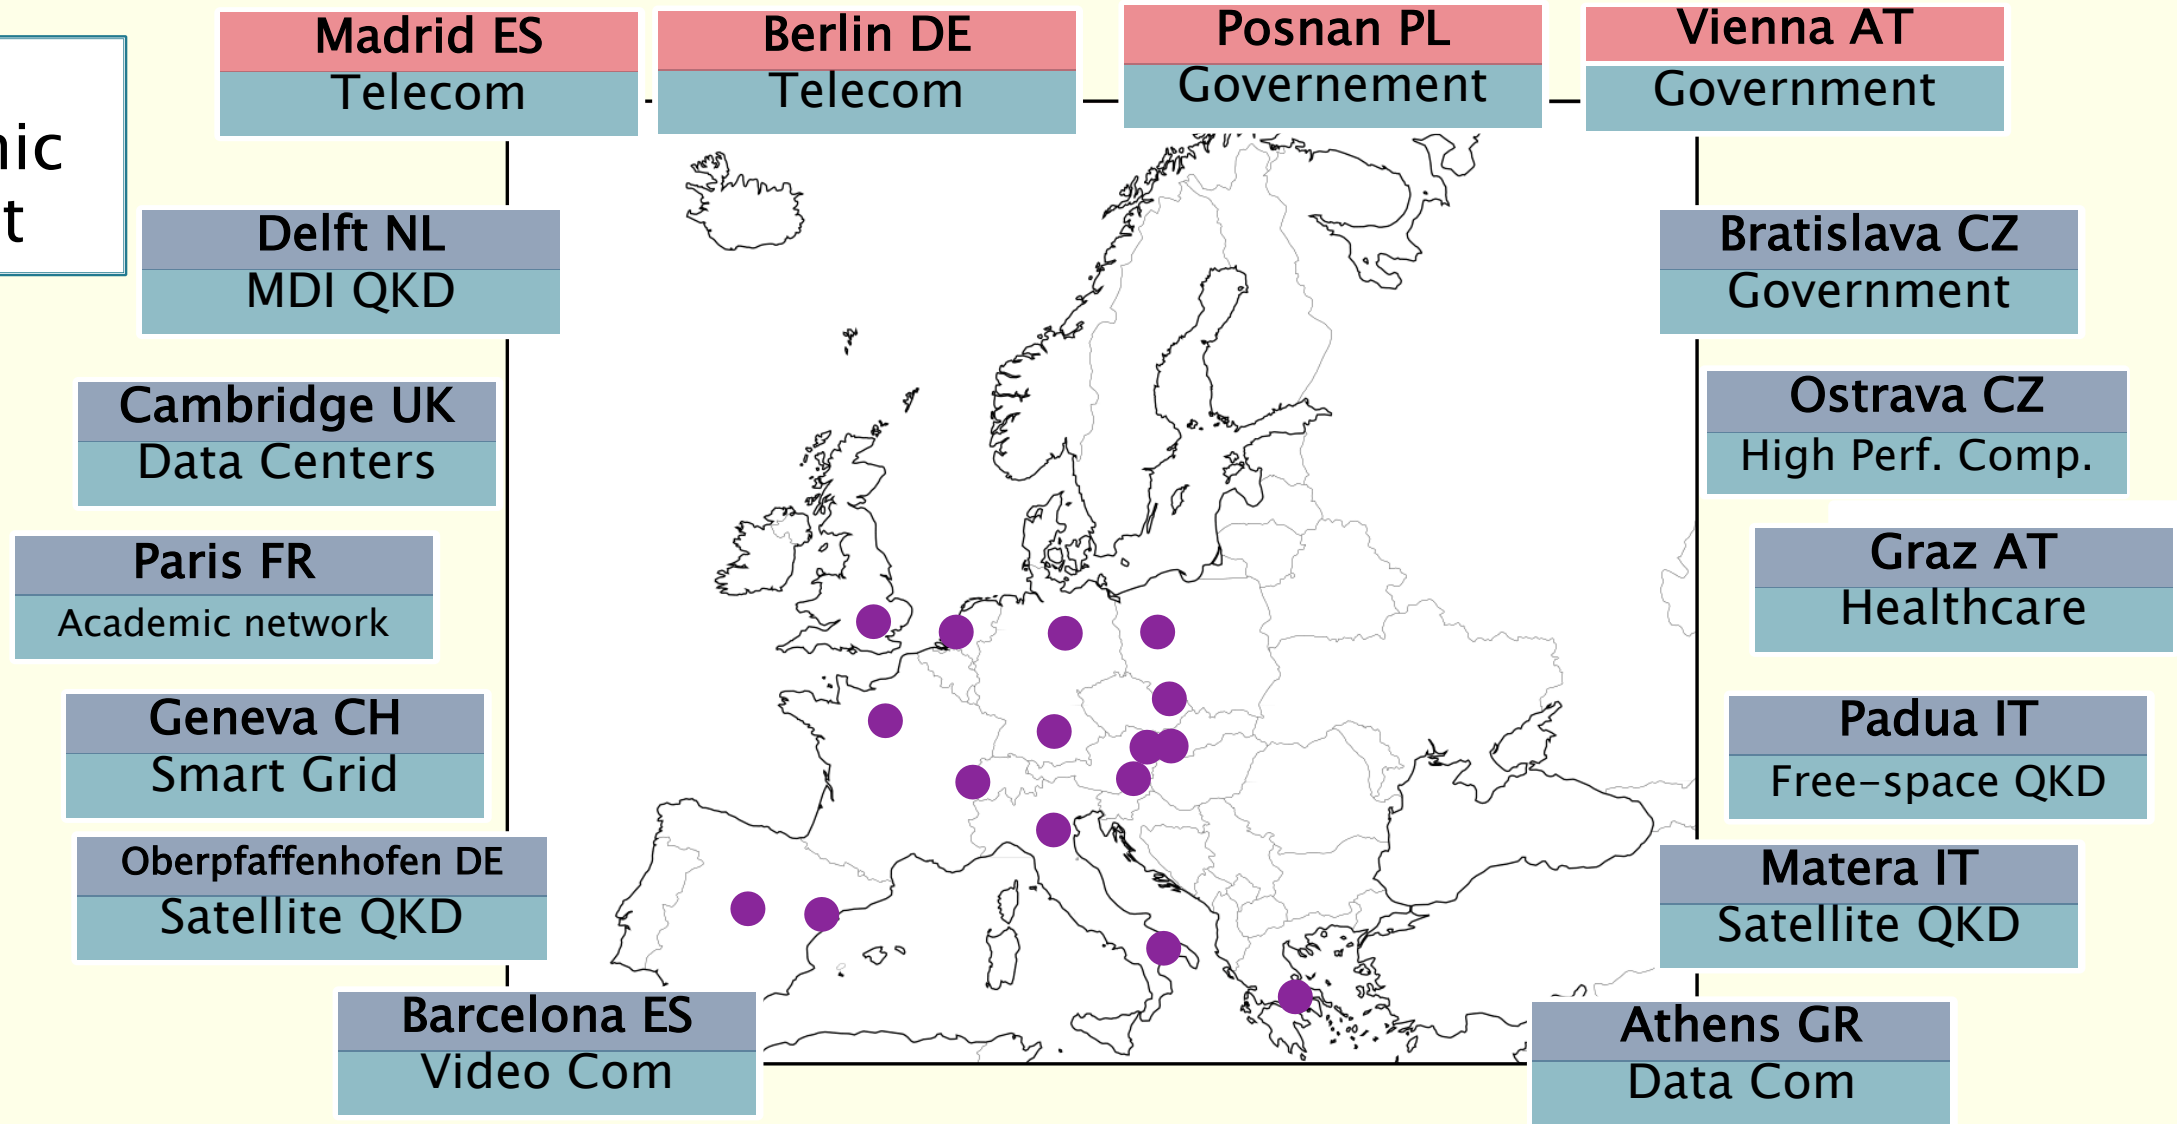 Madrid ES
Telecom
Berlin DE
Telecom
Posnan PL
Governement
Vienna AT
Government
Delft NL
MDI QKD
Bratislava CZ
Government
Cambridge UK
Data Centers
Ostrava CZ
High Perf. Comp.
Paris FR
Academic network
Graz AT
Healthcare
Geneva CH
Smart Grid
Padua IT
Free-space QKD
Oberpfaffenhofen DE
Satellite QKD
Matera IT
Satellite QKD
Barcelona ES
Video Com
Athens GR
Data Com